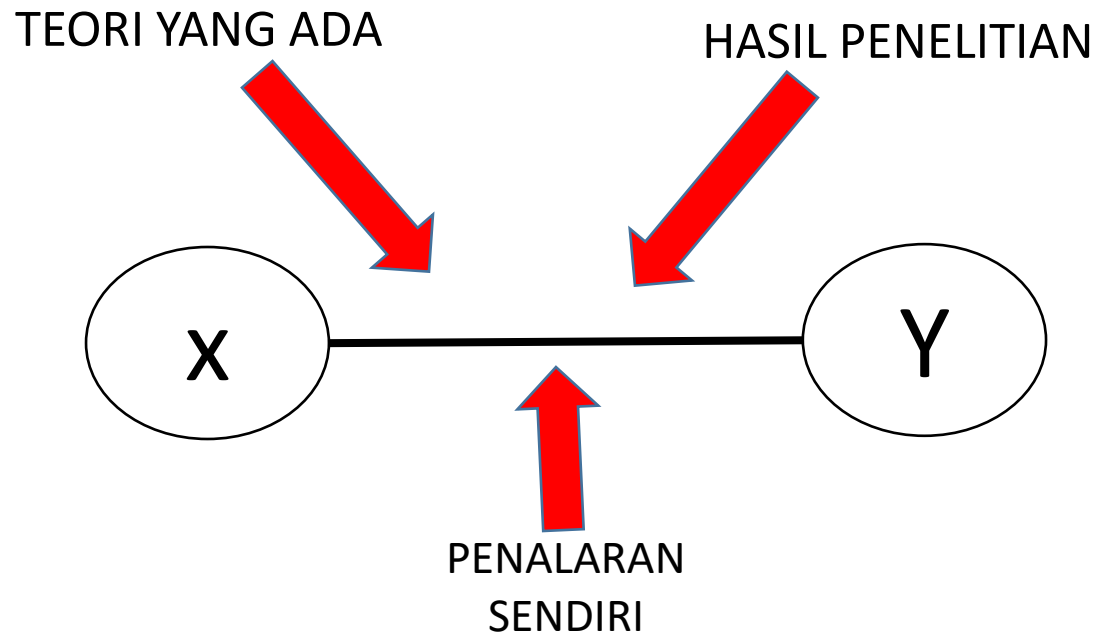 TEORI YANG ADA
HASIL PENELITIAN
X
Y
PENALARAN
SENDIRI